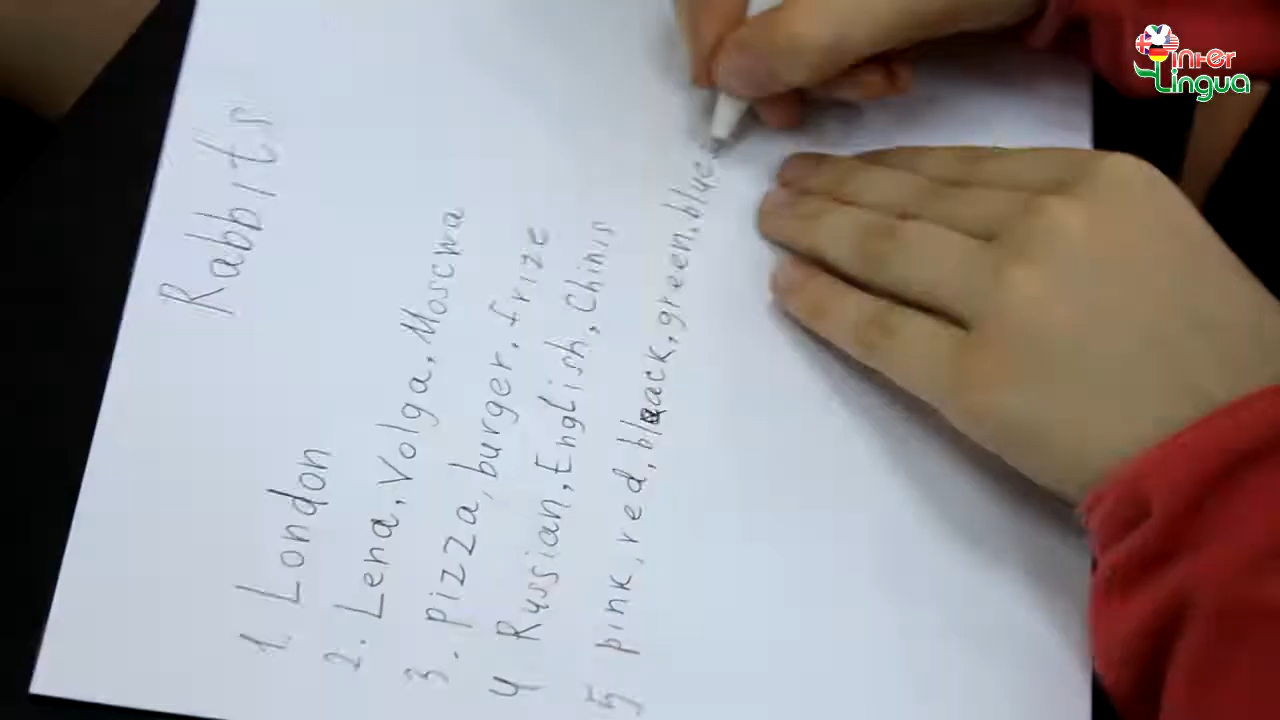 Rabbits
1. London
2. Lena, Volga, Moscwa
3. pizza, burger, frize
4 Russian, English, Chinis
5 pink, red, black, green, blue
inter
Lingua